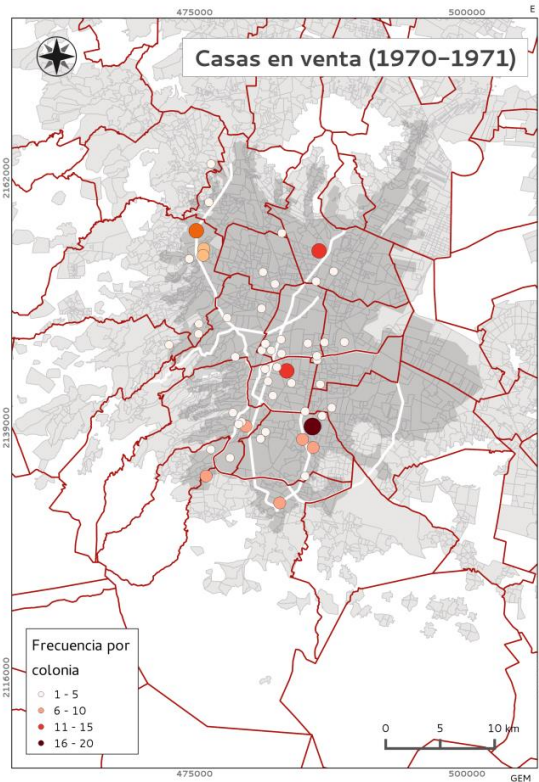 475000
500000
E
Casas en venta (1970-1971)
2162000
2139000
2116000
Frecuencia por
colonia
1 - 5
6 - 10
11 - 15
16 - 20
0 5 10 km
475000
500000
GEM